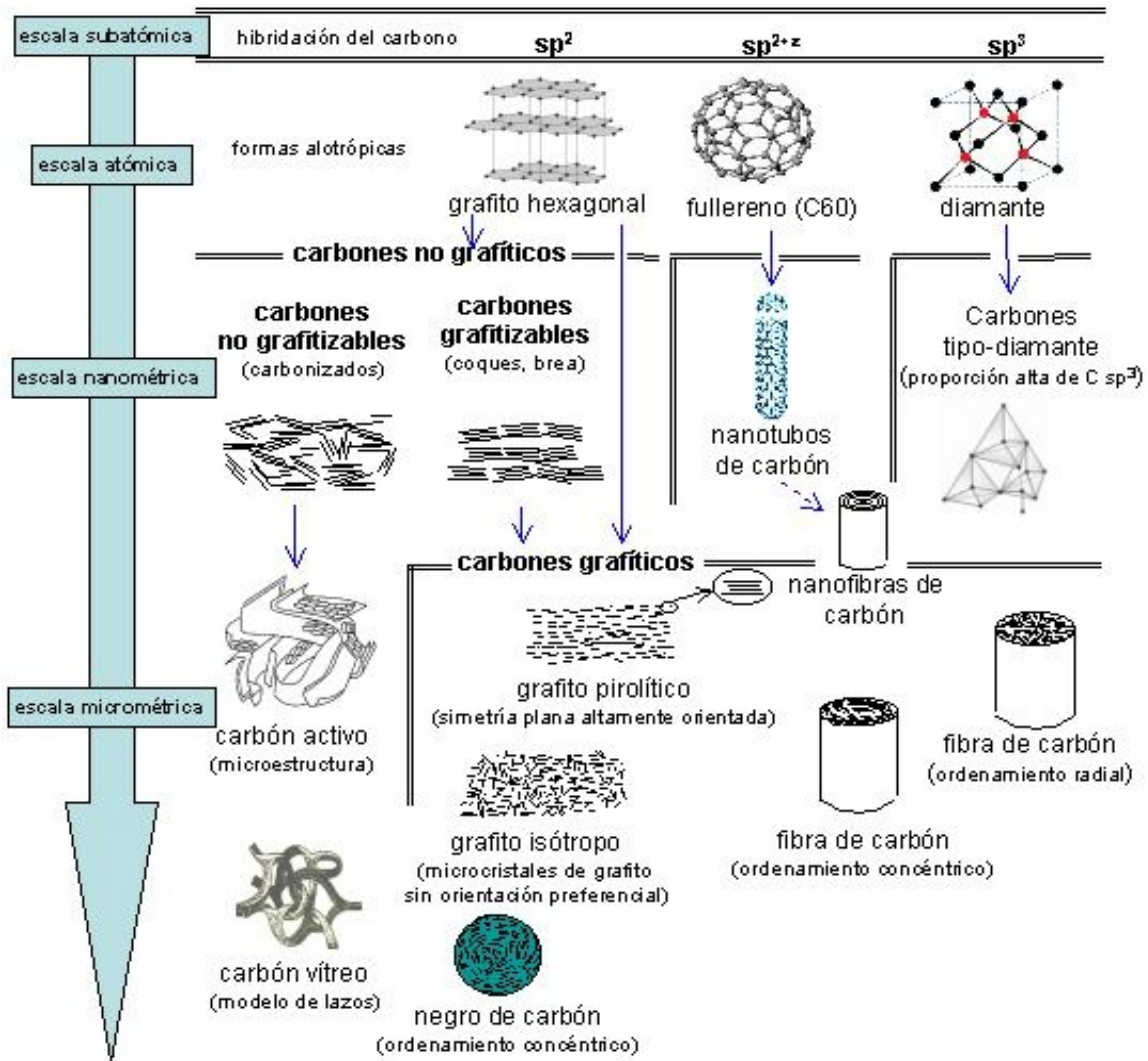 escala subatómica
hibridación del carbono
sp²
sp²⁺ᶻ
sp³
escala atómica
formas alotrópicas
grafito hexagonal
fullereno (C60)
diamante
carbones no grafíticos
carbones
no grafitizables
(carbonizados)
carbones
grafitizables
(coques, brea)
Carbones
tipo-diamante
(proporción alta de C sp³)
escala nanométrica
nanotubos
de carbón
carbones grafíticos
nanofibras de
carbón
escala micrométrica
grafito pirolítico
(simetría plana altamente orientada)
carbón activo
(microestructura)
fibra de carbón
(ordenamiento radial)
grafito isótropo
(microcristales de grafito
sin orientación preferencial)
fibra de carbón
(ordenamiento concéntrico)
carbón vítreo
(modelo de lazos)
negro de carbón
(ordenamiento concéntrico)